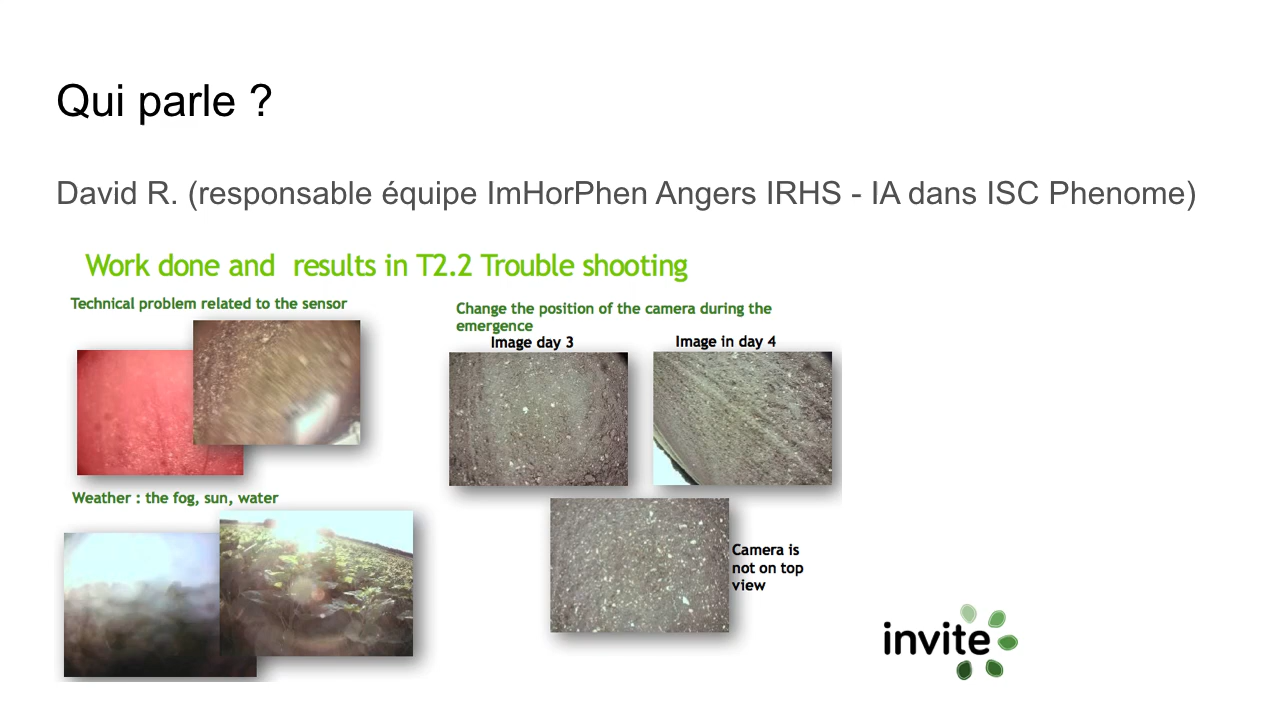 Qui parle ?
David R. (responsable équipe ImHorPhen Angers IRHS - IA dans ISC Phenome)
Work done and results in T2.2 Trouble shooting
Technical problem related to the sensor
Change the position of the camera during the
emergence
Image day 3
Image in day 4
Weather : the fog, sun, water
Camera is
not on top
view
invite